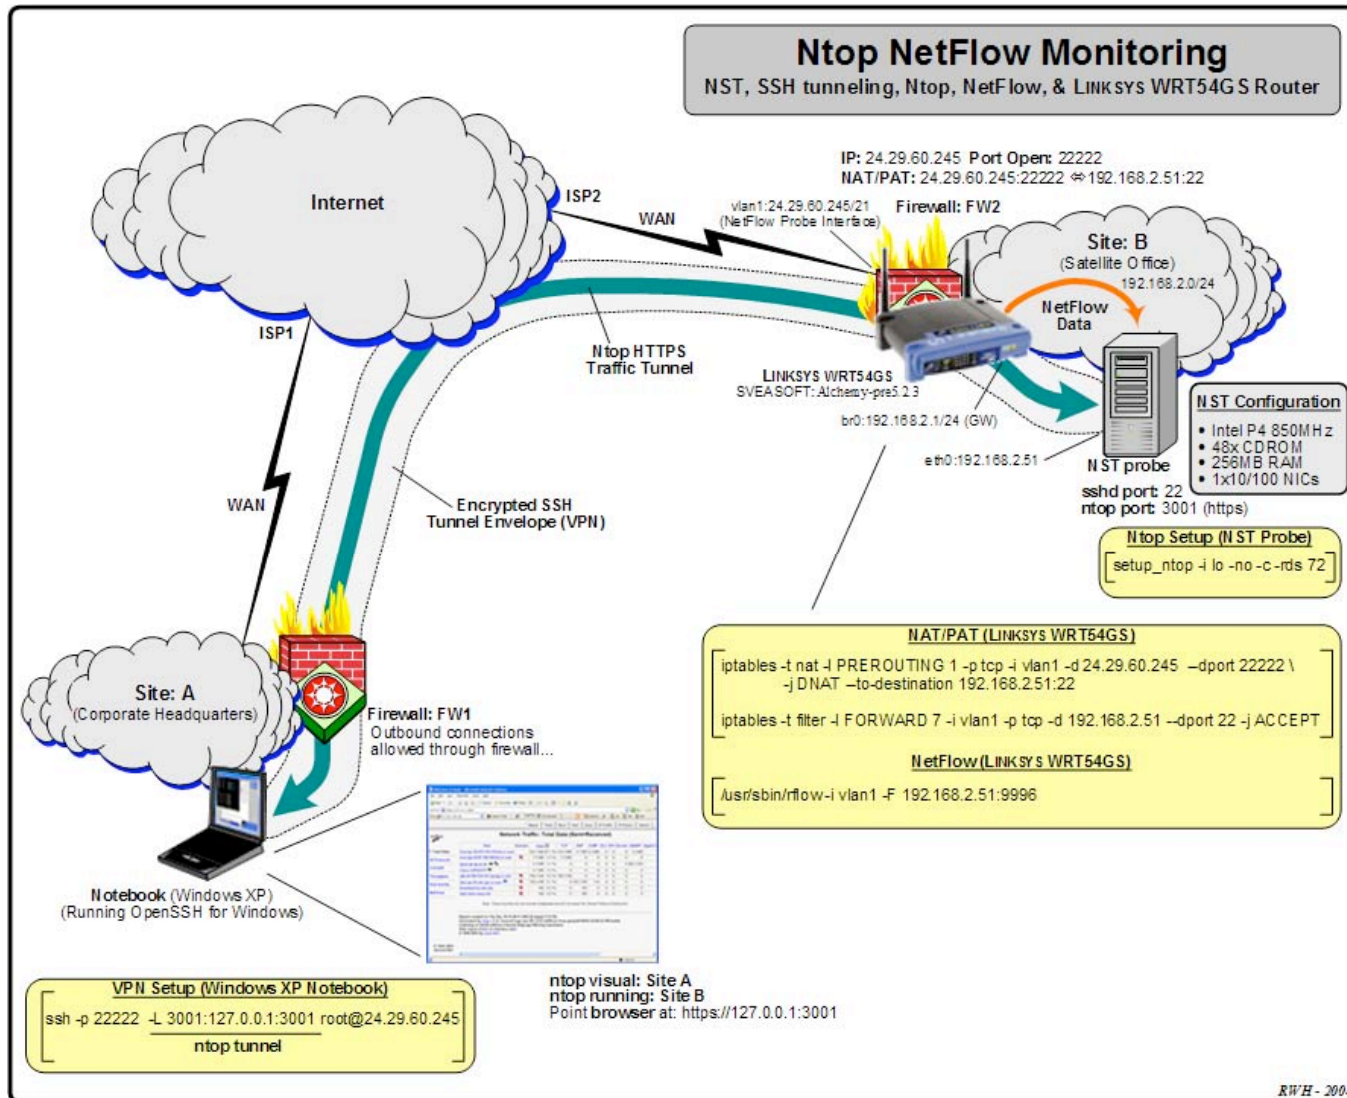 Ntop NetFlow Monitoring
NST, SSH tunneling, Ntop, NetFlow, & LINKSYS WRT54GS Router
IP: 24.29.60.245 Port Open: 22222
NAT/PAT: 24.29.60.245:22222 ⇔192.168.2.51:22
vlan1:24.29.60.245/21
(NetFlow Probe Interface)
Firewall: FW2
Internet
ISP2
WAN
Site: B
(Satellite Office)
192.168.2.0/24
NetFlow
Data
ISP1
Ntop HTTPS
Traffic Tunnel
LINKSYS WRT54GS
SVEASOFT: Alchemy-pre5.2.3
br0:192.168.2.1/24 (GW)
eth0:192.168.2.51
NST probe
sshd port: 22
ntop port: 3001 (https)
NST Configuration
• Intel P4 850MHz
• 48x CDROM
• 256MB RAM
• 1x10/100 NICs
WAN
Encrypted SSH
Tunnel Envelope (VPN)
Ntop Setup (NST Probe)
setup_ntop -i lo -no -c -rds 72
NAT/PAT (LINKSYS WRT54GS)
iptables -t nat -I PREROUTING 1 -p tcp -i vlan1 -d 24.29.60.245 --dport 22222 \
-j DNAT --to-destination 192.168.2.51:22
iptables -t filter -I FORWARD 7 -i vlan1 -p tcp -d 192.168.2.51 --dport 22 -j ACCEPT
NetFlow (LINKSYS WRT54GS)
/usr/sbin/rflow -i vlan1 -F 192.168.2.51:9996
Site: A
(Corporate Headquarters)
Firewall: FW1
Outbound connections
allowed through firewall...
Notebook (Windows XP)
(Running OpenSSH for Windows)
Network Traffic: Total Data (Sent+Received)
ntop visual: Site A
ntop running: Site B
Point browser at: https://127.0.0.1:3001
VPN Setup (Windows XP Notebook)
ssh -p 22222 -L 3001:127.0.0.1:3001 root@24.29.60.245
ntop tunnel
RWH - 200